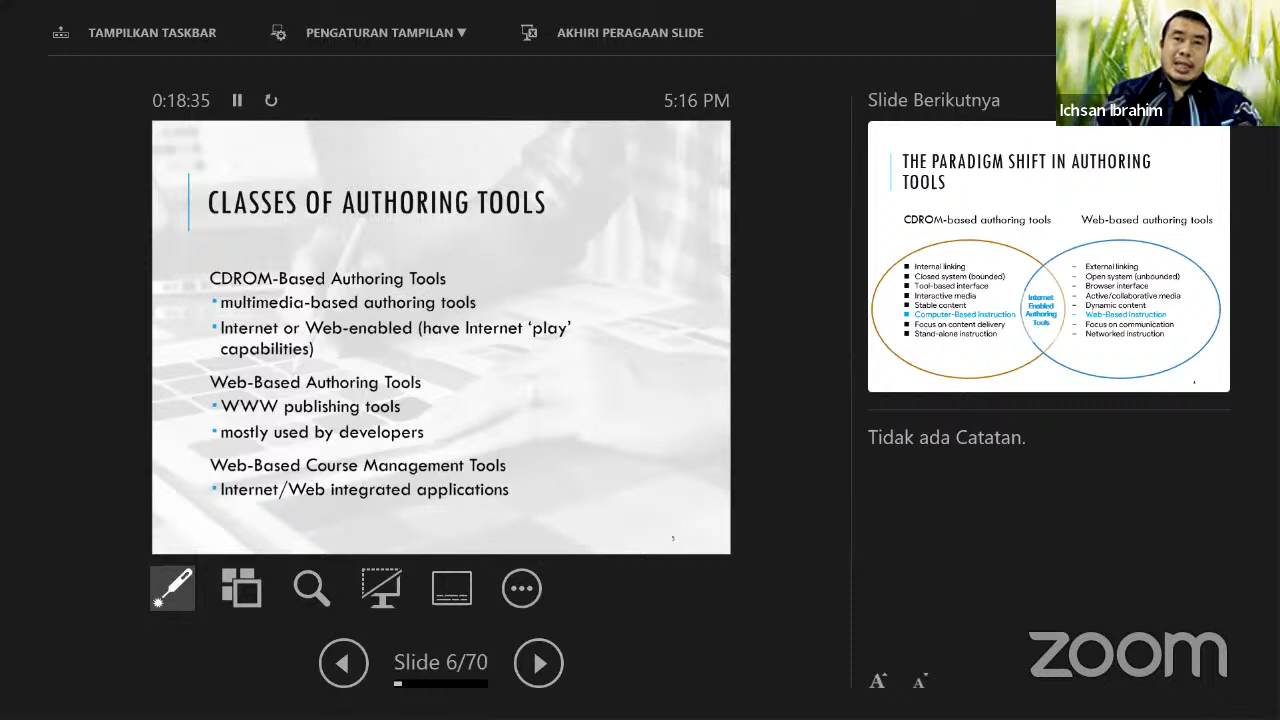 TAMPILKAN TASKBAR
PENGATURAN TAMPILAN ▼
AKHIRI PERAGAAN SLIDE
Ichsan Ibrahim
0:18:35
5:16 PM
CLASSES OF AUTHORING TOOLS
CDROM-Based Authoring Tools
▪ multimedia-based authoring tools
▪ Internet or Web-enabled (have Internet ‘play’
capabilities)
Web-Based Authoring Tools
▪ WWW publishing tools
▪ mostly used by developers
Web-Based Course Management Tools
▪ Internet/Web integrated applications
5
Slide 6/70
Slide Berikutnya
THE PARADIGM SHIFT IN AUTHORING
TOOLS
CDROM-based authoring tools
■ Internal linking
■ Closed system (bounded)
■ Tool-based interface
■ Interactive media
■ Stable content
■ Computer-Based Instruction
■ Focus on content delivery
■ Stand-alone instruction
Internet
Enabled
Authoring
Tools
Web-based authoring tools
– External linking
– Open system (unbounded)
– Browser interface
– Active/collaborative media
– Dynamic content
– Web-Based Instruction
– Focus on communication
– Networked instruction
Tidak ada Catatan.
A A
zoom